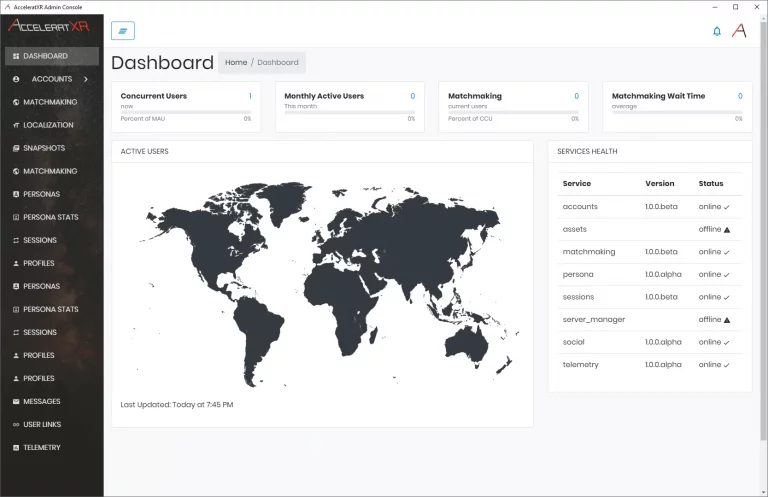 AcceleratXR Admin Console
ACCELERATXR
DASHBOARD
ACCOUNTS
MATCHMAKING
LOCALIZATION
SNAPSHOTS
MATCHMAKING
PERSONAS
PERSONA STATS
SESSIONS
PROFILES
PERSONAS
PERSONA STATS
SESSIONS
PROFILES
PROFILES
MESSAGES
USER LINKS
TELEMETRY
Dashboard Home / Dashboard
Concurrent Users 1
now
Percent of MAU 0%
Monthly Active Users 0
This month
0%
Matchmaking 0
current users
Percent of CCU 0%
Matchmaking Wait Time 0
average
0%
ACTIVE USERS
Last Updated: Today at 7:45 PM
SERVICES HEALTH
Service Version Status
accounts 1.0.0.beta online
assets offline
matchmaking 1.0.0.beta online
persona 1.0.0.alpha online
sessions 1.0.0.beta online
server_manager offline
social 1.0.0.alpha online
telemetry 1.0.0.alpha online